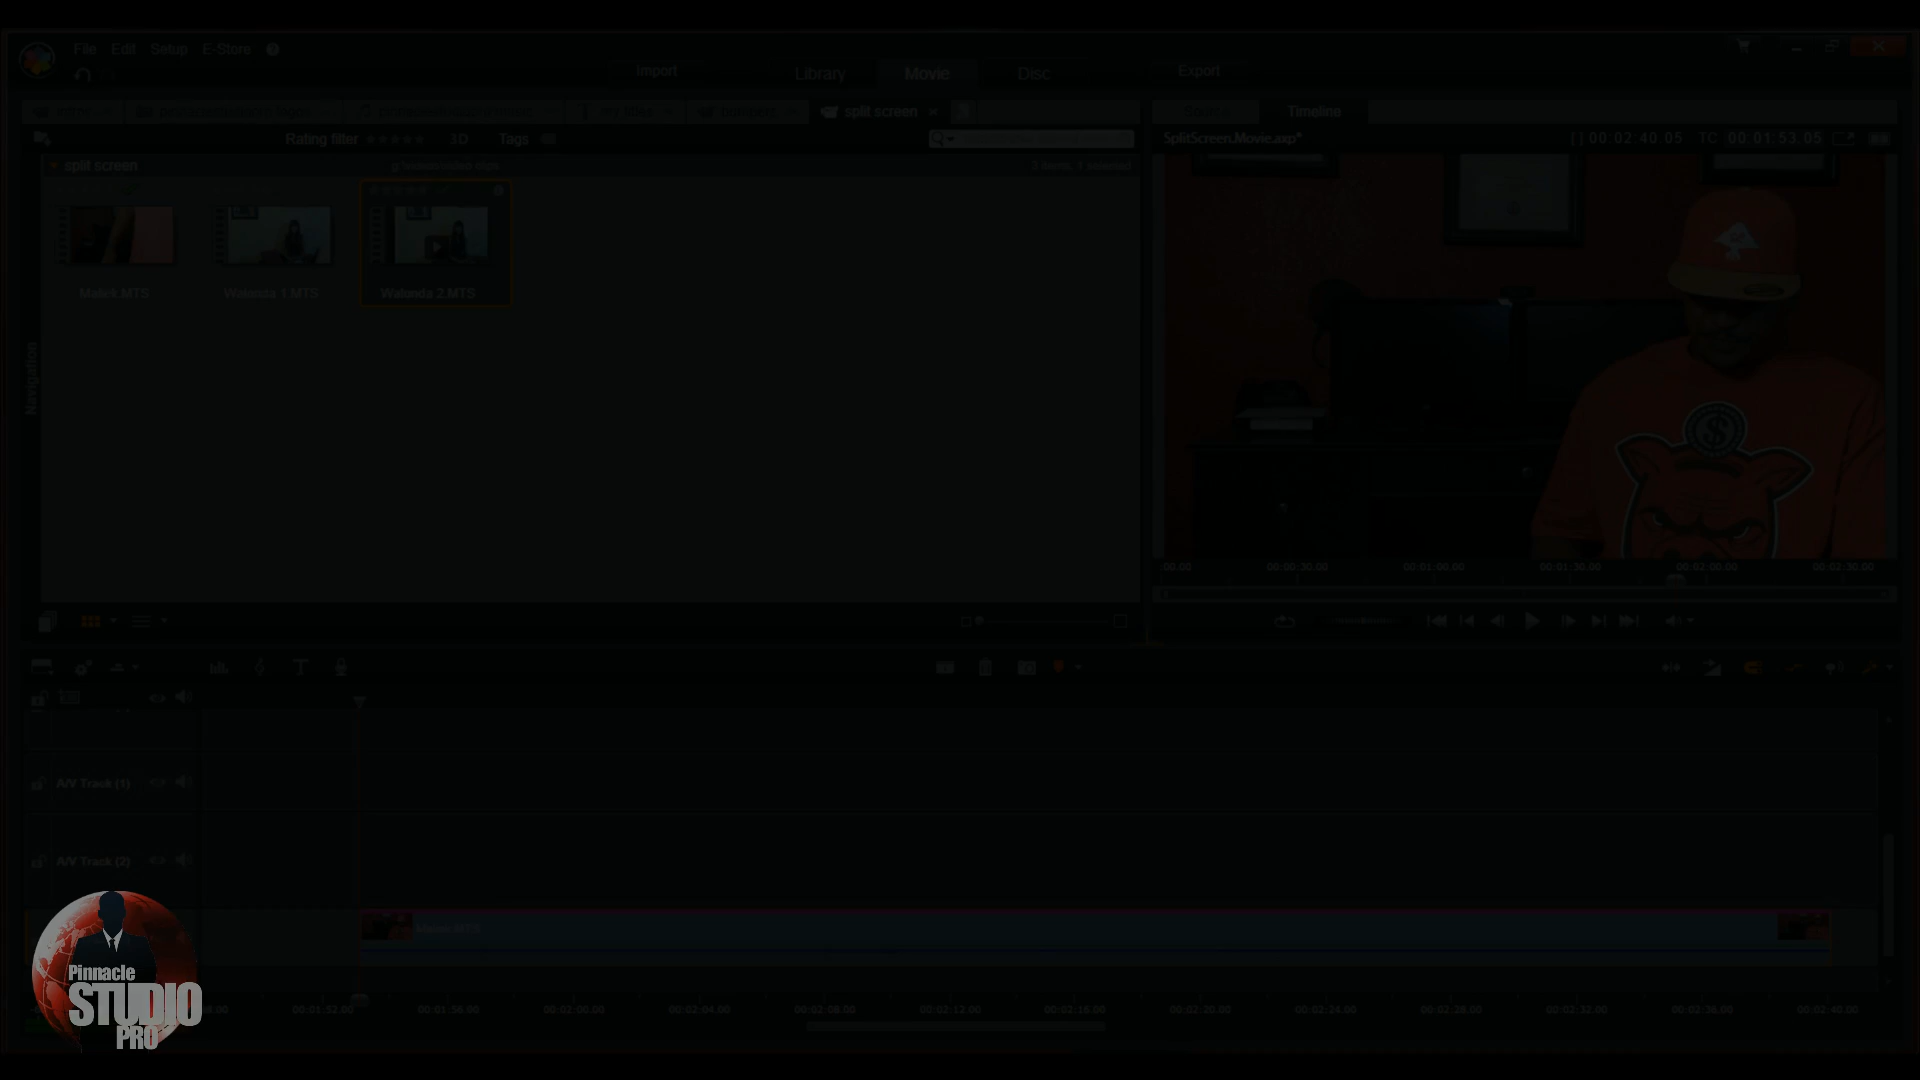 File Edit Setup E-Store
Import Library Movie Disc Export
split screen
Timeline
Rating filter 3D Tags
SplitScreen.Movie.axp* [ ] 00:02:40.05 TC 00:01:53.05
split screen
Navigation
Maliek.MTS
Walenda 1.MTS
Walenda 2.MTS
00:00:30.00 00:01:00.00 00:01:30.00 00:02:00.00 00:02:30.00
A/V Track (1)
A/V Track (2)
Pinnacle
STUDIO
PRO
00:01:52.00 00:01:56.00 00:02:00.00 00:02:04.00 00:02:08.00 00:02:12.00 00:02:16.00 00:02:20.00 00:02:24.00 00:02:28.00 00:02:32.00 00:02:36.00 00:02:40.00